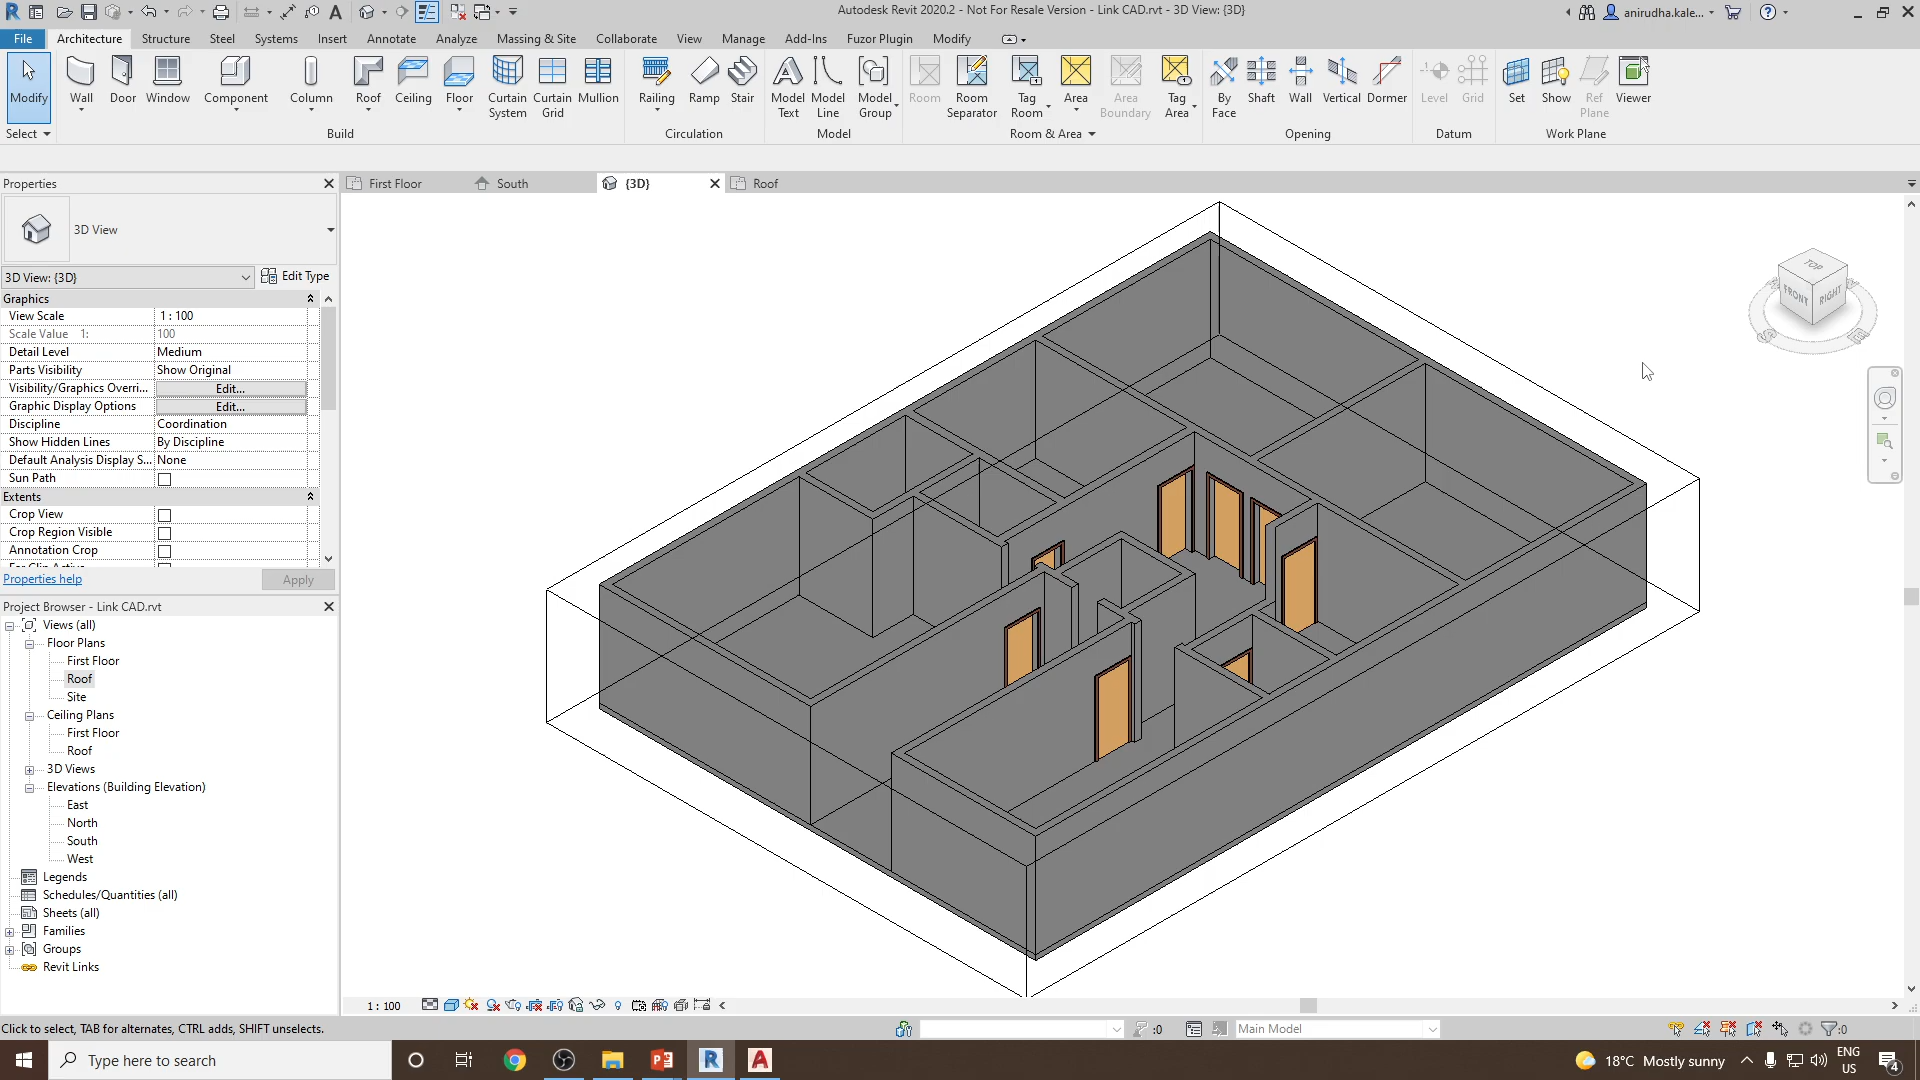 Autodesk Revit 2020.2 - Not For Resale Version - Link CAD.rvt - 3D View: {3D}
anirudha.kale...
File Architecture Structure Steel Systems Insert Annotate Analyze Massing & Site Collaborate View Manage Add-Ins Fuzor Plugin Modify
Modify Wall Door Window Component Column Roof Ceiling Floor Curtain System Curtain Grid Mullion Railing Ramp Stair Model Text Model Line Model Group Room Room Separator Tag Room Area Area Boundary Tag Area By Face Shaft Wall Vertical Dormer Level Grid Set Show Ref Plane Viewer
Select Build Circulation Model Room & Area Opening Datum Work Plane
Properties
First Floor South {3D} Roof
3D View
3D View: {3D} Edit Type
Graphics
View Scale 1 : 100
Scale Value 1: 100
Detail Level Medium
Parts Visibility Show Original
Visibility/Graphics Overri... Edit...
Graphic Display Options Edit...
Discipline Coordination
Show Hidden Lines By Discipline
Default Analysis Display S... None
Sun Path
Extents
Crop View
Crop Region Visible
Annotation Crop
Properties help Apply
TOP
FRONT RIGHT
Project Browser - Link CAD.rvt
Views (all)
Floor Plans
First Floor
Roof
Site
Ceiling Plans
First Floor
Roof
3D Views
Elevations (Building Elevation)
East
North
South
West
Legends
Schedules/Quantities (all)
Sheets (all)
Families
Groups
Revit Links
1 : 100
Click to select, TAB for alternates, CTRL adds, SHIFT unselects.
:0
Main Model
:0
Type here to search
18°C Mostly sunny
ENG
US
4